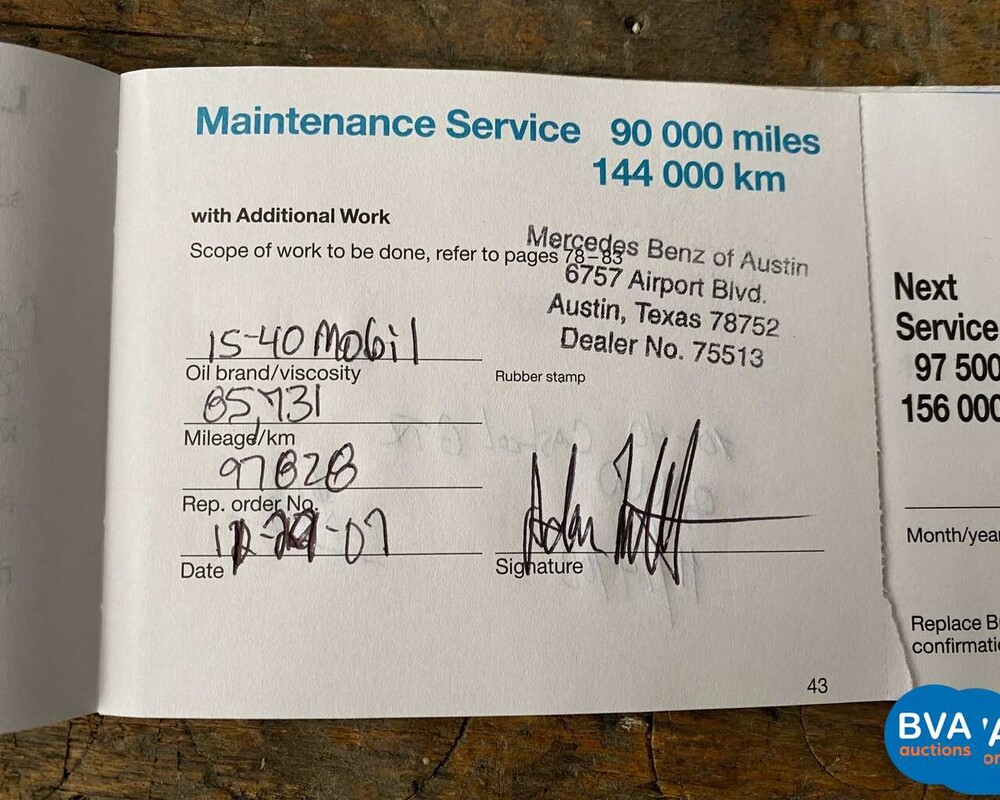 Maintenance Service 90 000 miles
144 000 km
with Additional Work
Scope of work to be done, refer to pages 78–83
Mercedes Benz of Austin
6757 Airport Blvd.
Austin, Texas 78752
Dealer No. 75513
15-40 Mobil
Oil brand/viscosity
Rubber stamp
85,731
Mileage/km
97828
Rep. order No.
-07
Date
Signature
43
Next
Service
97 500
156 000
Month/year
Replace B
confirmati
BVA
auctions